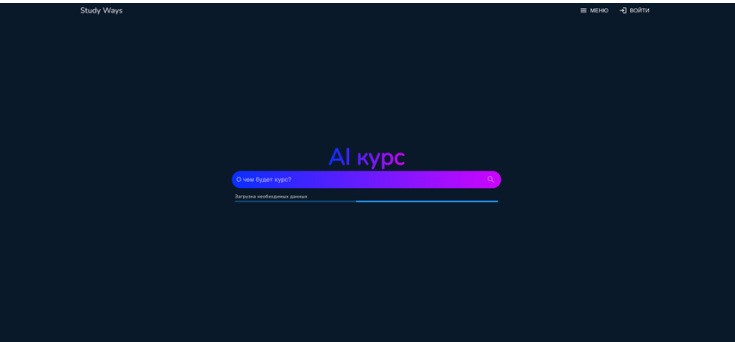 Study Ways
МЕНЮ
ВОЙТИ
AI курс
О чем будет курс?
Загрузка необходимых данных